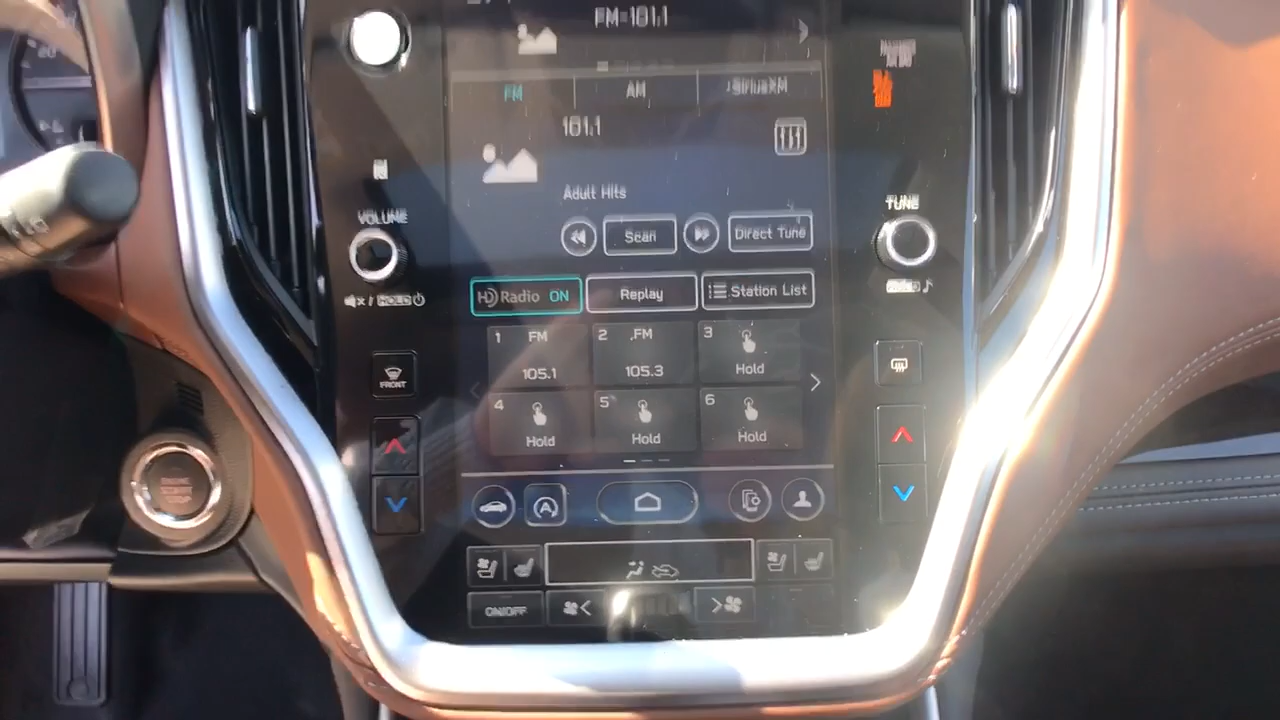 FM-101.1
FM AM SiriusXM
101.1
Adult Hits
VOLUME
TUNE
Scan Direct Tune
HOLD
HD Radio ON Replay Station List
1 FM 2 FM 3
105.1 105.3 Hold
FRONT
4 5 6
Hold Hold Hold
A
ON/OFF